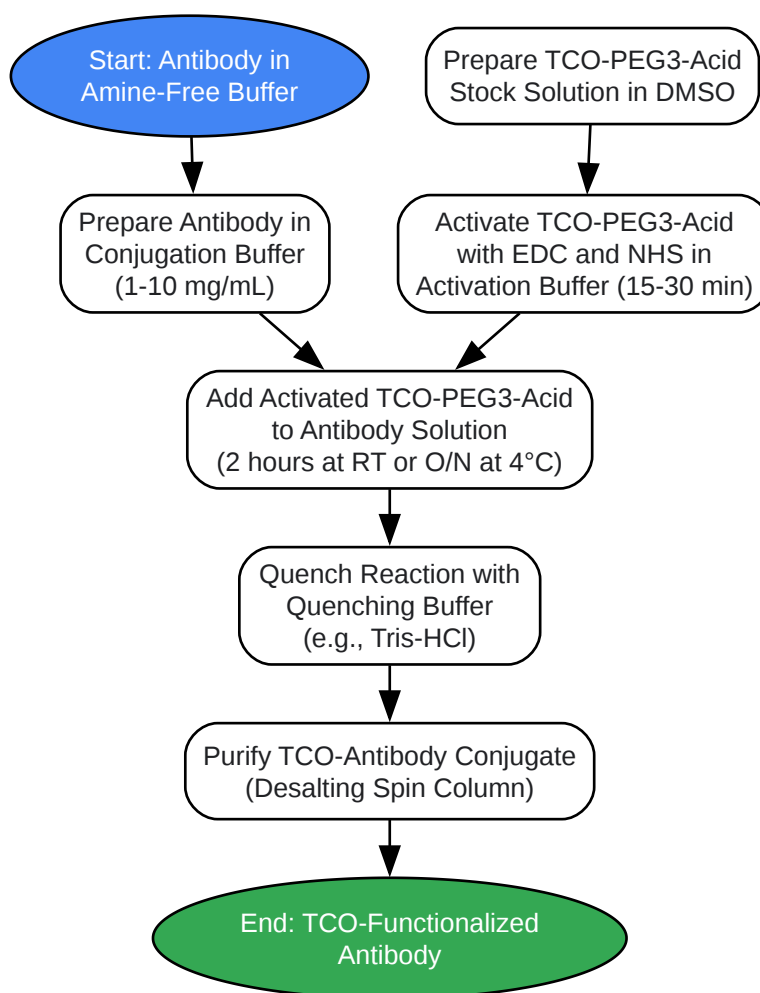 Start: Antibody in
Amine-Free Buffer
Prepare TCO-PEG3-Acid
Stock Solution in DMSO
Prepare Antibody in
Conjugation Buffer
(1-10 mg/mL)
Activate TCO-PEG3-Acid
with EDC and NHS in
Activation Buffer (15-30 min)
Add Activated TCO-PEG3-Acid
to Antibody Solution
(2 hours at RT or O/N at 4°C)
Quench Reaction with
Quenching Buffer
(e.g., Tris-HCl)
Purify TCO-Antibody Conjugate
(Desalting Spin Column)
End: TCO-Functionalized
Antibody